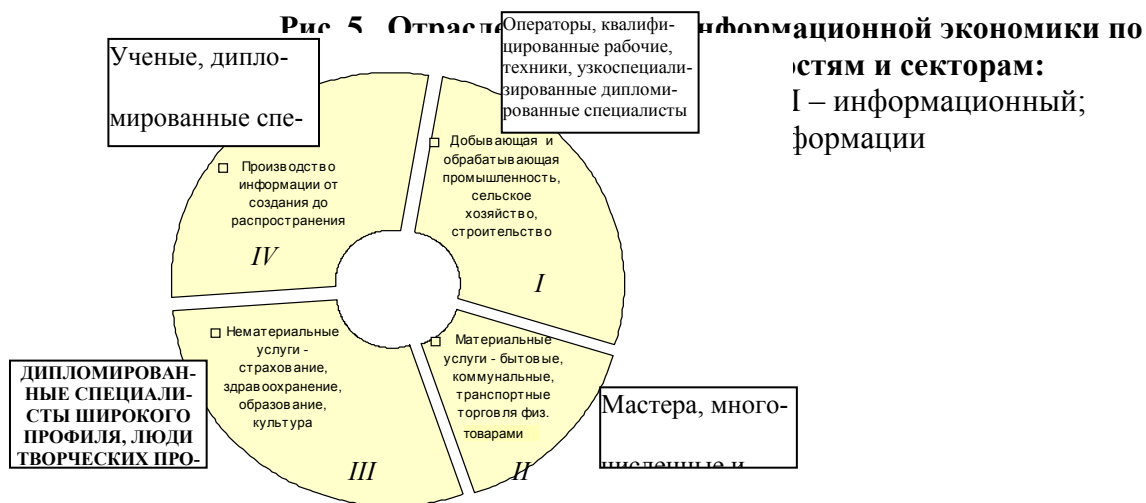 Рис. 5. Отрасле нформационной экономики по
стям и секторам:
I – информационный;
формации
Ученые, дипло-
мированные спе-
Операторы, квалифи-
цированные рабочие,
техники, узкоспециали-
зированные дипломи-
рованные специалисты
□ Производство
информации от
создания до
распространения
IV
□ Добывающая и
обрабатывающая
промышленность,
сельское
хозяйство,
строительство
I
□ Нематериальные
услуги -
страхование,
здравоохранение,
образование,
культура
III
□ Материальные
услуги - бытовые,
коммунальные,
транспортные
торговля физ.
товарами
II
ДИПЛОМИРОВАН-
НЫЕ СПЕЦИАЛИ-
СТЫ ШИРОКОГО
ПРОФИЛЯ, ЛЮДИ
ТВОРЧЕСКИХ ПРО-
Мастера, много-
численные и